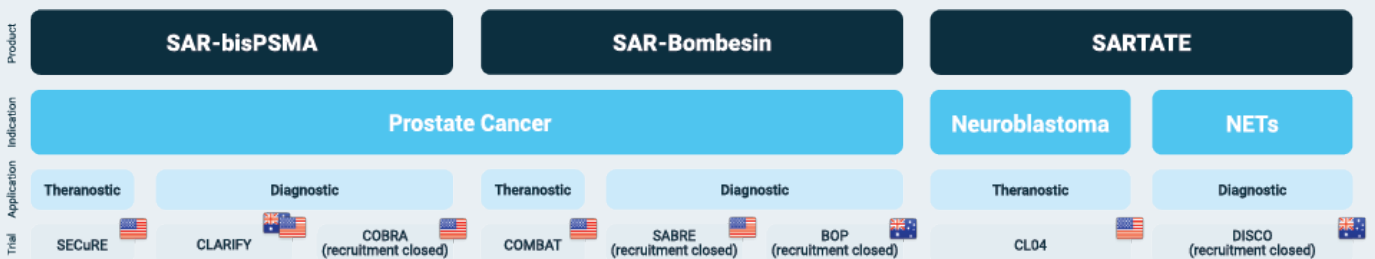 Product
SAR-bisPSMA
SAR-Bombesin
SARTATE
Indication
Prostate Cancer
Neuroblastoma
NETs
Application
Theranostic
Diagnostic
Theranostic
Diagnostic
Theranostic
Diagnostic
Trial
SECuRE
CLARIFY
COBRA
(recruitment closed)
COMBAT
SABRE
(recruitment closed)
BOP
(recruitment closed)
CL04
DISCO
(recruitment closed)